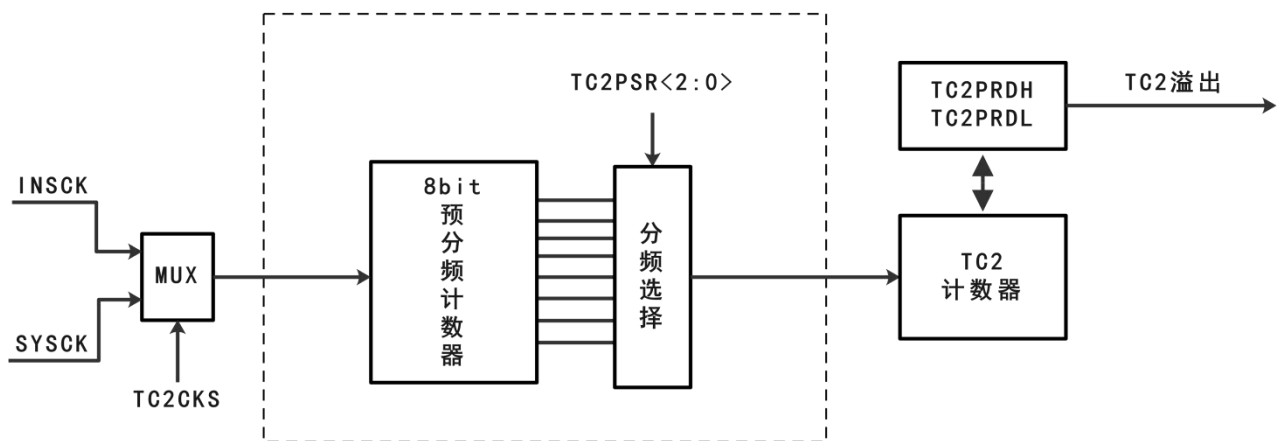 INSCK
SYSCK
MUX
TC2CKS
8bit
预
分
频
计
数
器
TC2PSR<2:0>
分
频
选
择
TC2PRDH
TC2PRDL
TC2溢出
TC2
计数器